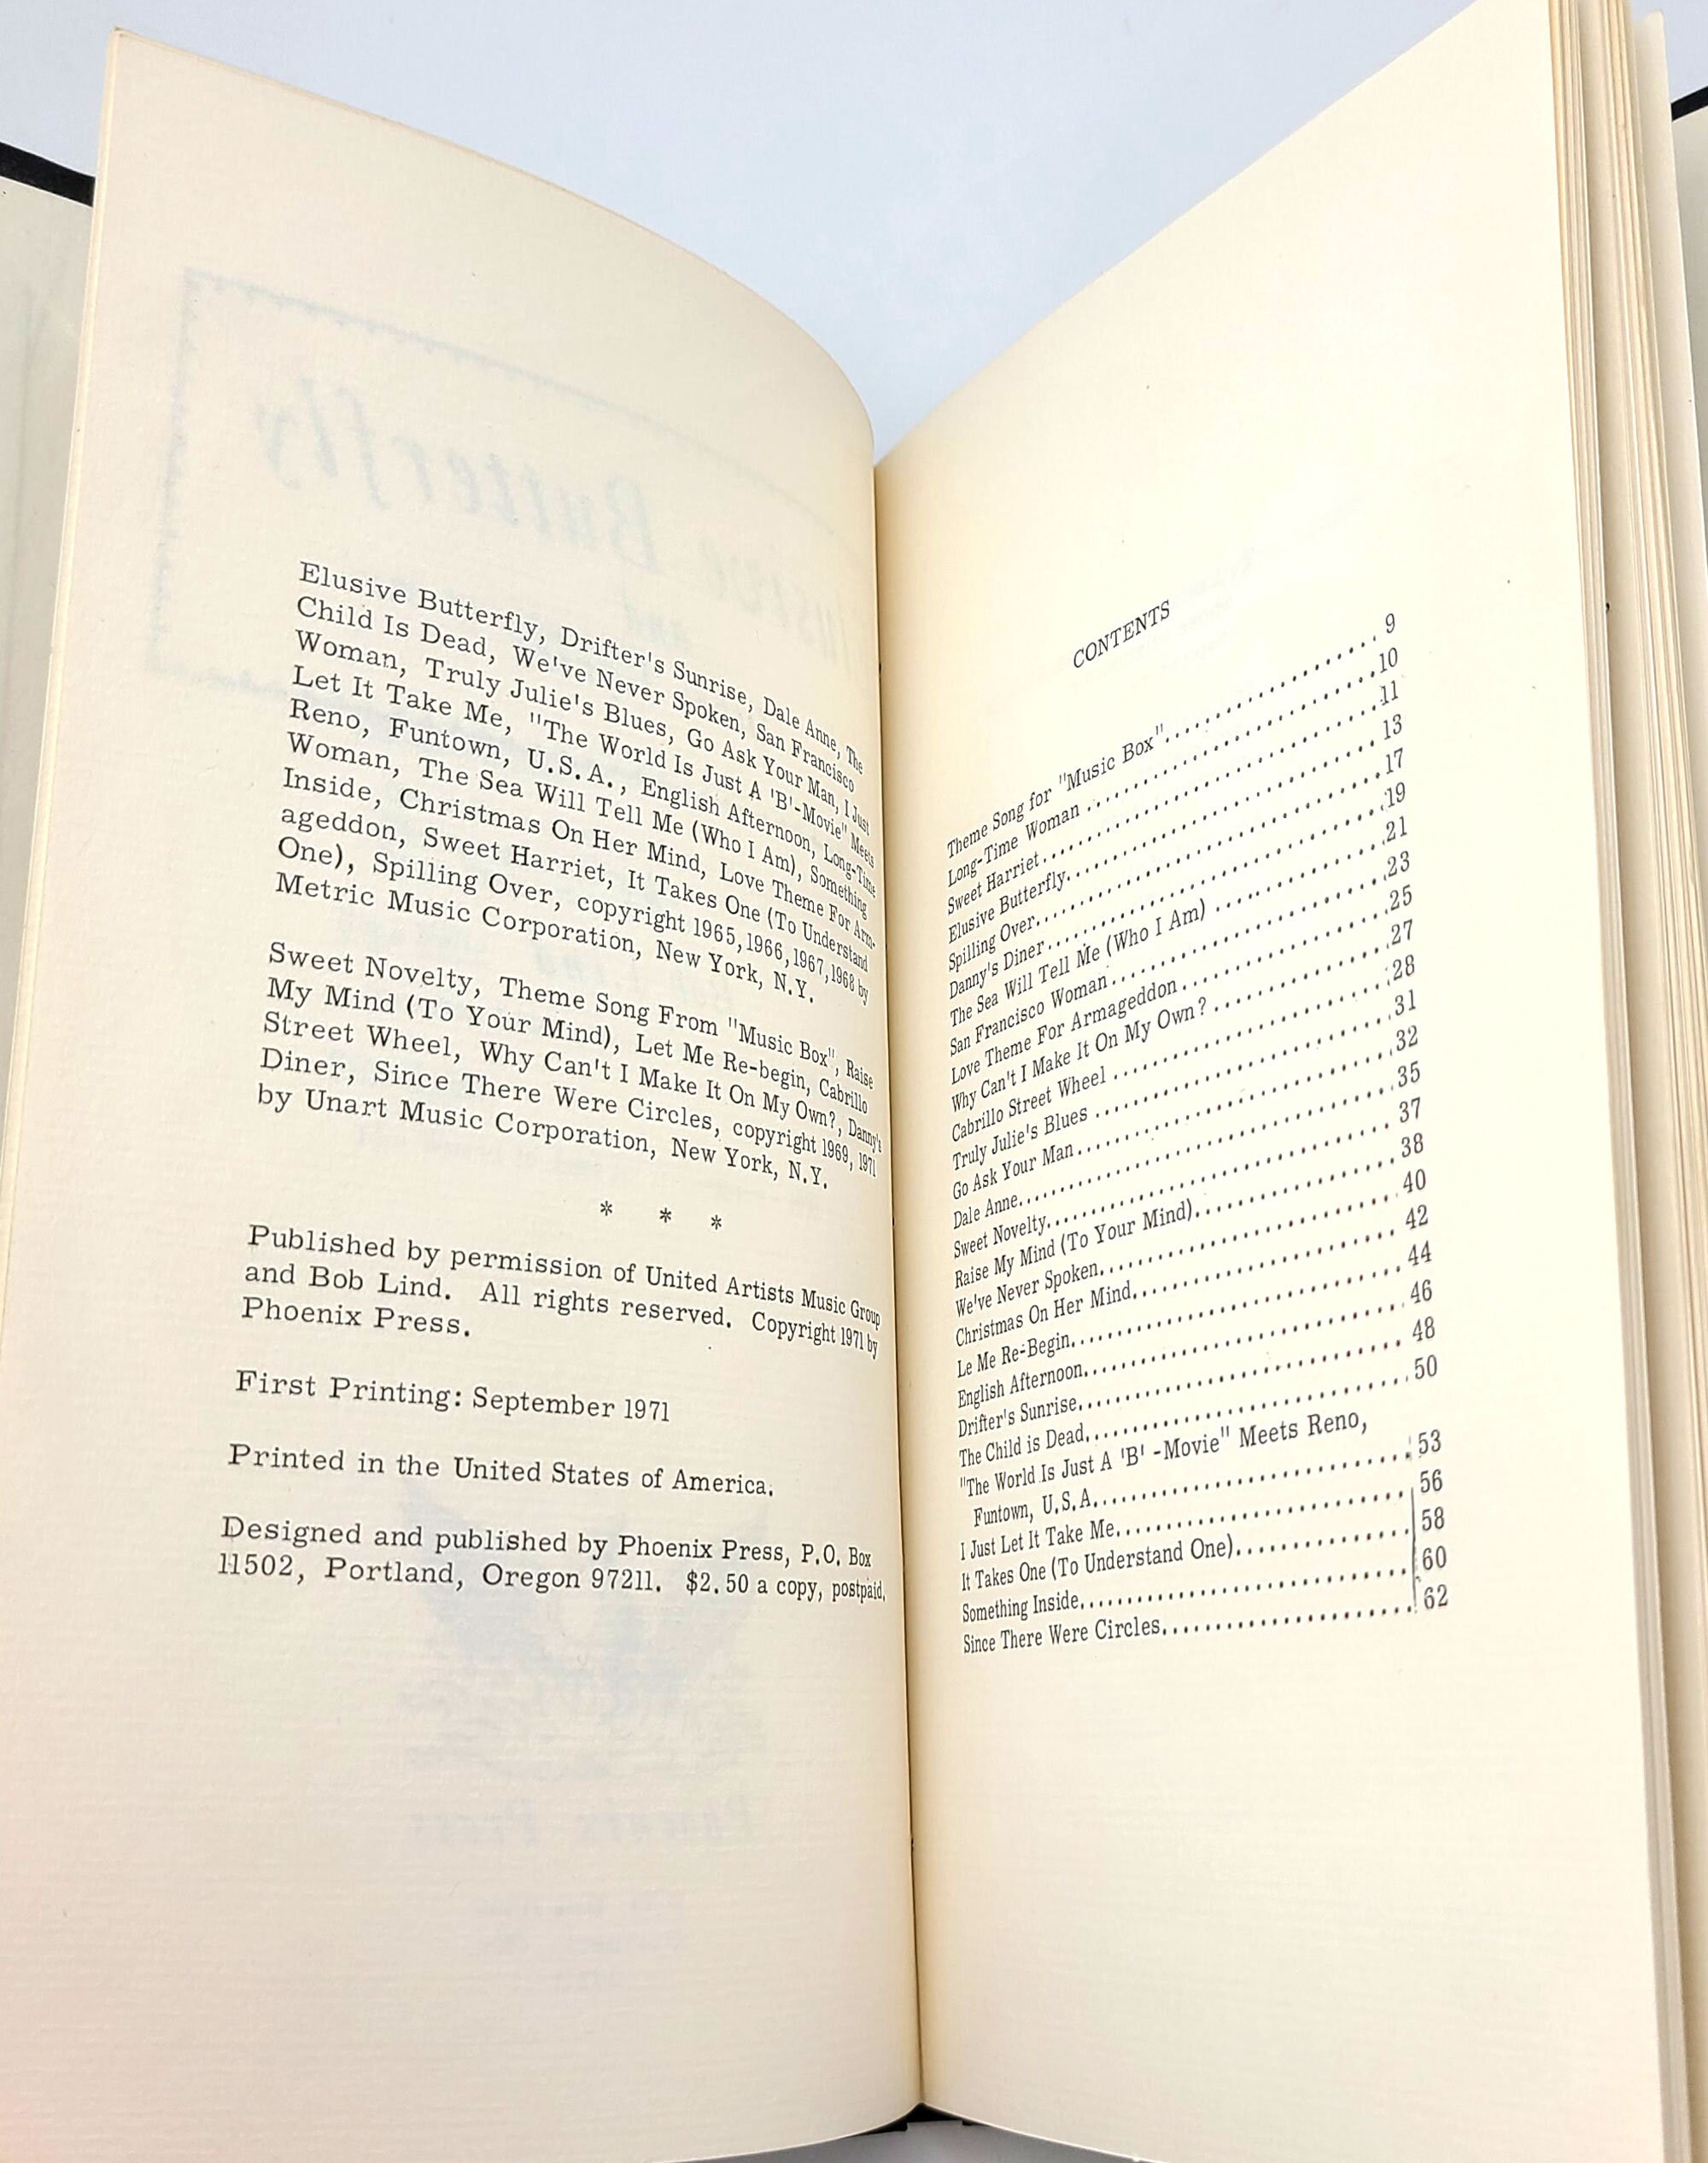 Elusive Butterfly, Drifter's Sunrise, Dale Anne, The
Child Is Dead, We've Never Spoken, San Francisco
Woman, Truly Julie's Blues, Go Ask Your Man, I Just
Let It Take Me, "The World Is Just A 'B'-Movie" Meets
Reno, Funtown, U.S.A., English Afternoon, Long-Time
Woman, The Sea Will Tell Me (Who I Am), Something
Inside, Christmas On Her Mind, Love Theme For Arm-
ageddon, Sweet Harriet, It Takes One (To Understand
One), Spilling Over, copyright 1965, 1966, 1967, 1968 by
Metric Music Corporation, New York, N.Y.
Sweet Novelty, Theme Song From "Music Box", Raise
My Mind (To Your Mind), Let Me Re-begin, Cabrillo
Street Wheel, Why Can't I Make It On My Own?, Danny's
Diner, Since There Were Circles, copyright 1969, 1971
by Unart Music Corporation, New York, N.Y.
* * *
Published by permission of United Artists Music Group
and Bob Lind. All rights reserved. Copyright 1971 by
Phoenix Press.
First Printing: September 1971
Printed in the United States of America.
Designed and published by Phoenix Press, P.O. Box
11502, Portland, Oregon 97211. $2.50 a copy, postpaid.
CONTENTS
Theme Song for "Music Box" 9
Long-Time Woman 10
Sweet Harriet 11
Elusive Butterfly 13
Spilling Over 17
Danny's Diner 19
The Sea Will Tell Me (Who I Am) 21
San Francisco Woman 23
Love Theme For Armageddon 25
Why Can't I Make It On My Own? 27
Cabrillo Street Wheel 28
Truly Julie's Blues 31
Go Ask Your Man 32
Dale Anne 35
Sweet Novelty 37
Raise My Mind (To Your Mind) 38
We've Never Spoken 40
Christmas On Her Mind 42
Le Me Re-Begin 44
English Afternoon 46
Drifter's Sunrise 48
The Child is Dead 50
"The World Is Just A 'B' -Movie" Meets Reno,
Funtown, U.S.A. 53
I Just Let It Take Me 56
It Takes One (To Understand One) 58
Something Inside 60
Since There Were Circles 62